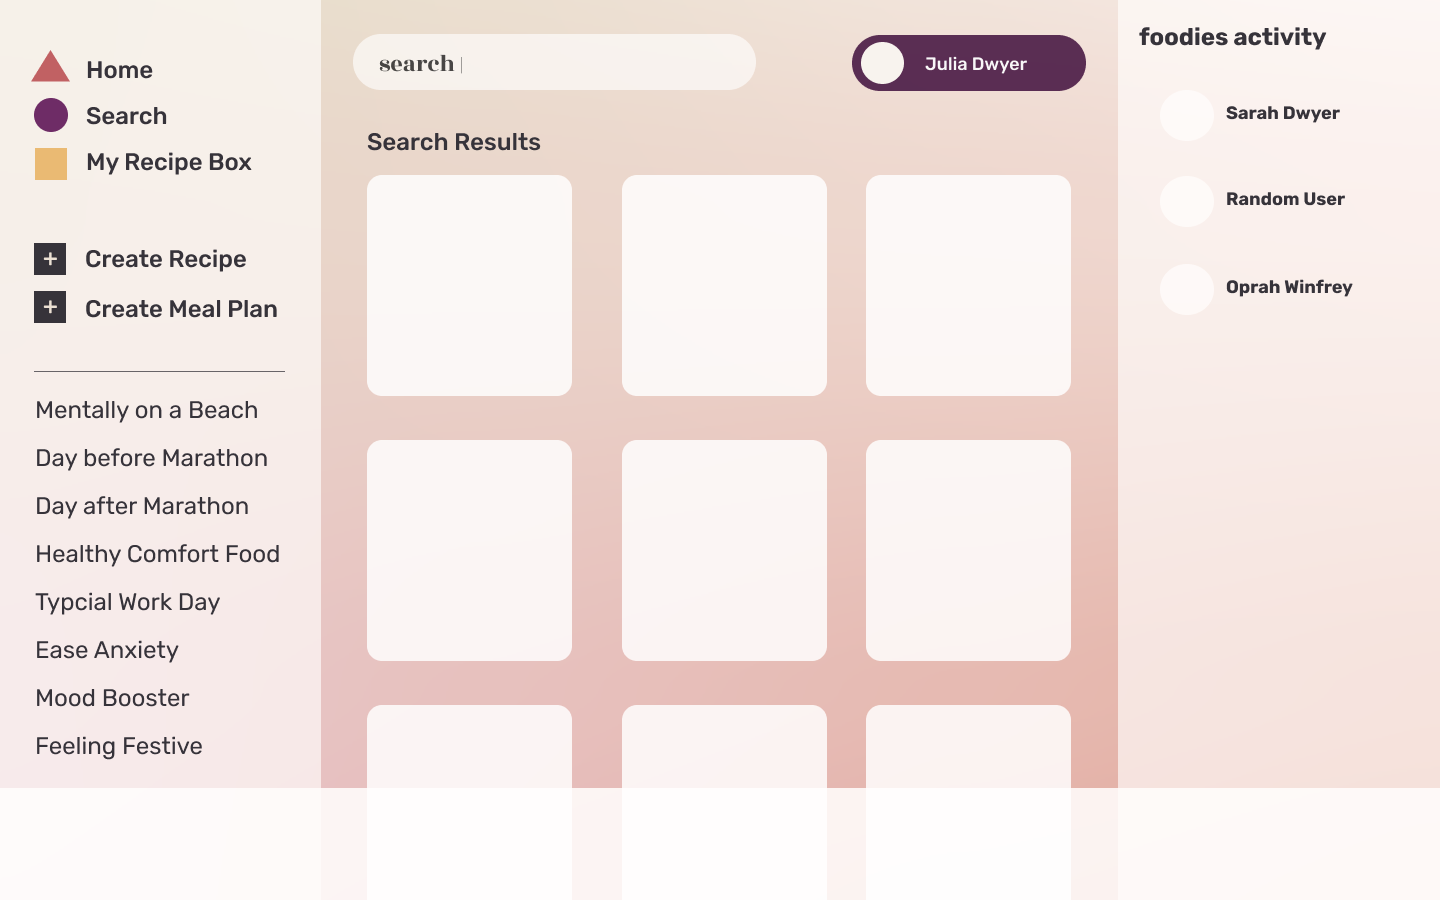 Home
Search
My Recipe Box
+ Create Recipe
+ Create Meal Plan
Mentally on a Beach
Day before Marathon
Day after Marathon
Healthy Comfort Food
Typcial Work Day
Ease Anxiety
Mood Booster
Feeling Festive
search |
Julia Dwyer
Search Results
foodies activity
Sarah Dwyer
Random User
Oprah Winfrey